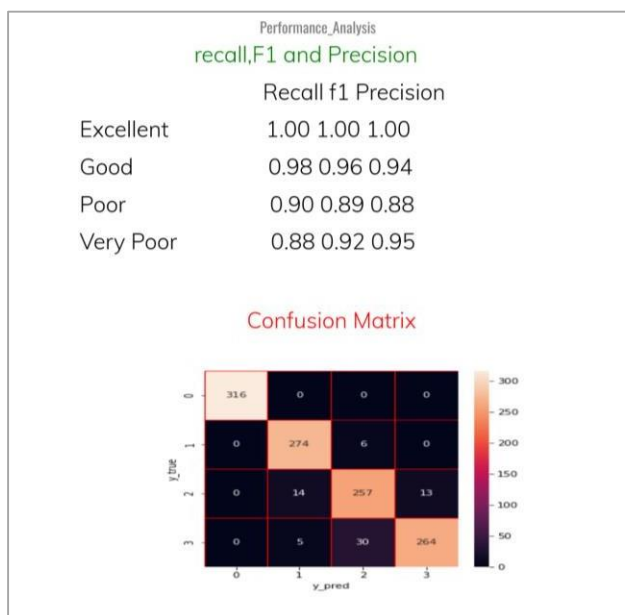 Performance_Analysis
recall,F1 and Precision
Recall f1 Precision
Excellent 1.00 1.00 1.00
Good 0.98 0.96 0.94
Poor 0.90 0.89 0.88
Very Poor 0.88 0.92 0.95
Confusion Matrix
y_true
0 316 0 0 0
1 0 274 6 0
2 0 14 257 13
3 0 5 30 264
0 1 2 3
y_pred
300
250
200
150
100
50
0